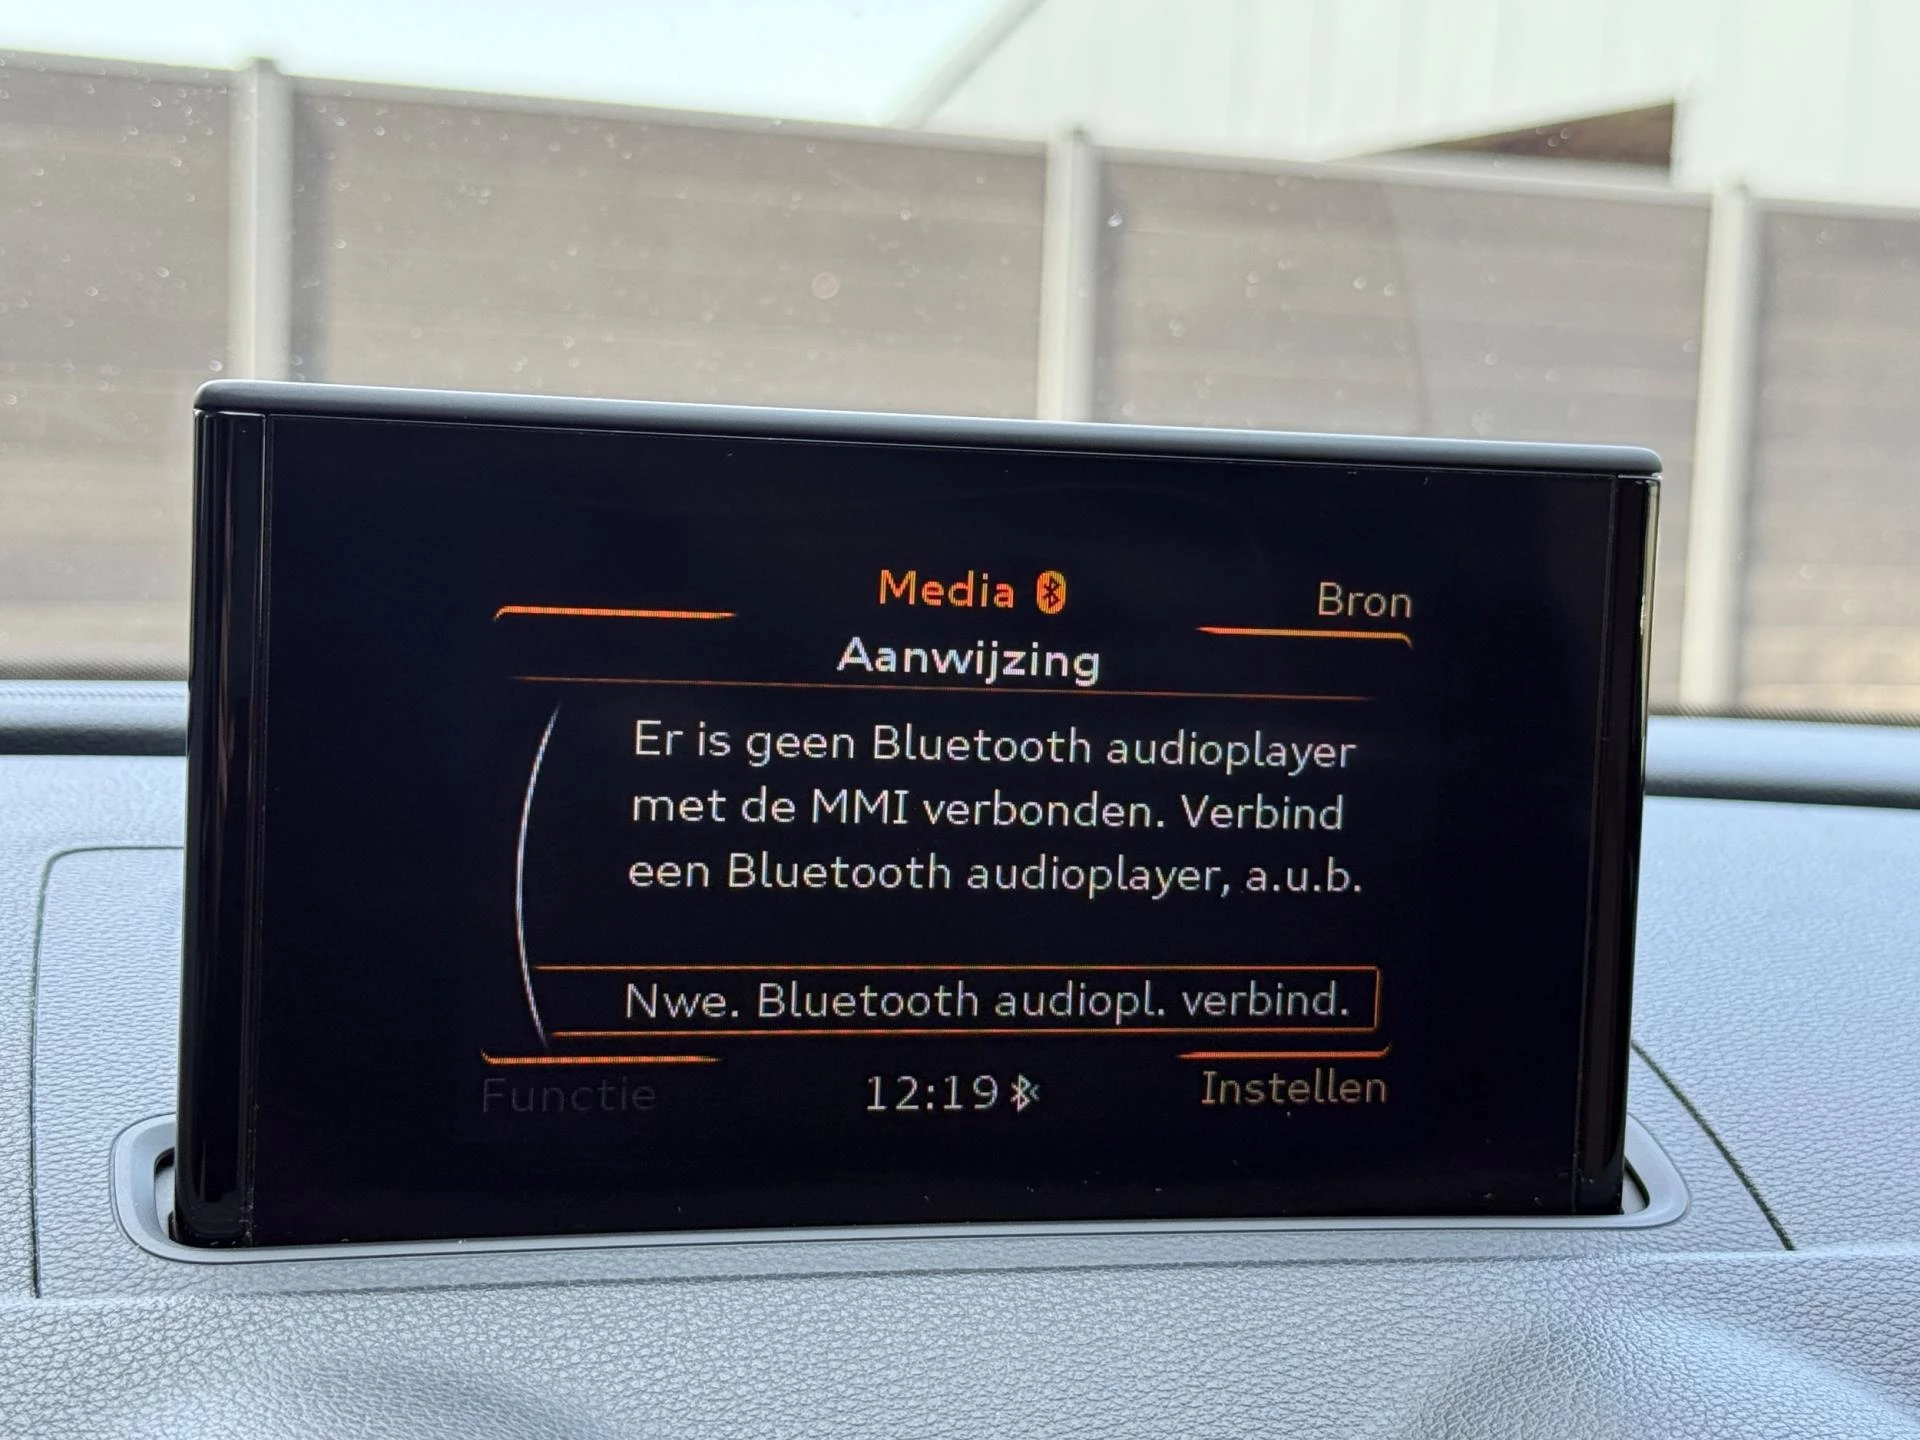 Media
Bron
Aanwijzing
Er is geen Bluetooth audioplayer
met de MMI verbonden. Verbind
een Bluetooth audioplayer, a.u.b.
Nwe. Bluetooth audiopl. verbind.
Functie
12:19
Instellen